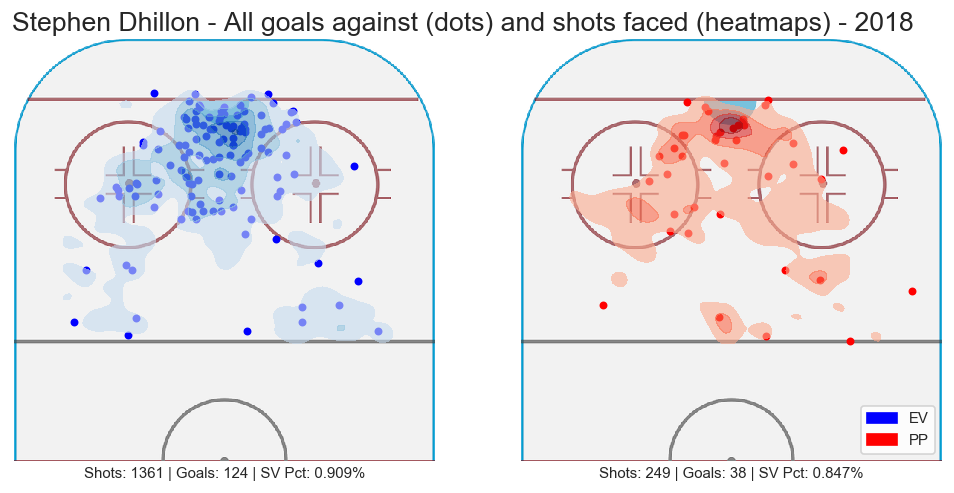 Stephen Dhillon - All goals against (dots) and shots faced (heatmaps) - 2018
EV
PP
Shots: 1361 | Goals: 124 | SV Pct: 0.909%
Shots: 249 | Goals: 38 | SV Pct: 0.847%